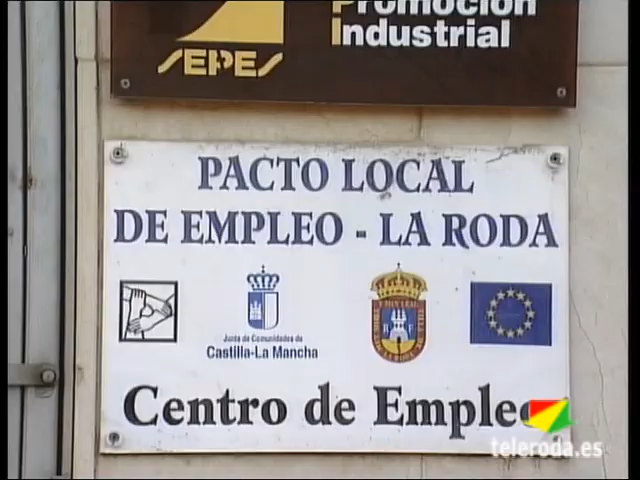 Promoción
Industrial
SEPES
PACTO LOCAL
DE EMPLEO - LA RODA
Junta de Comunidades de
Castilla-La Mancha
Centro de Empleo
teleroda.es